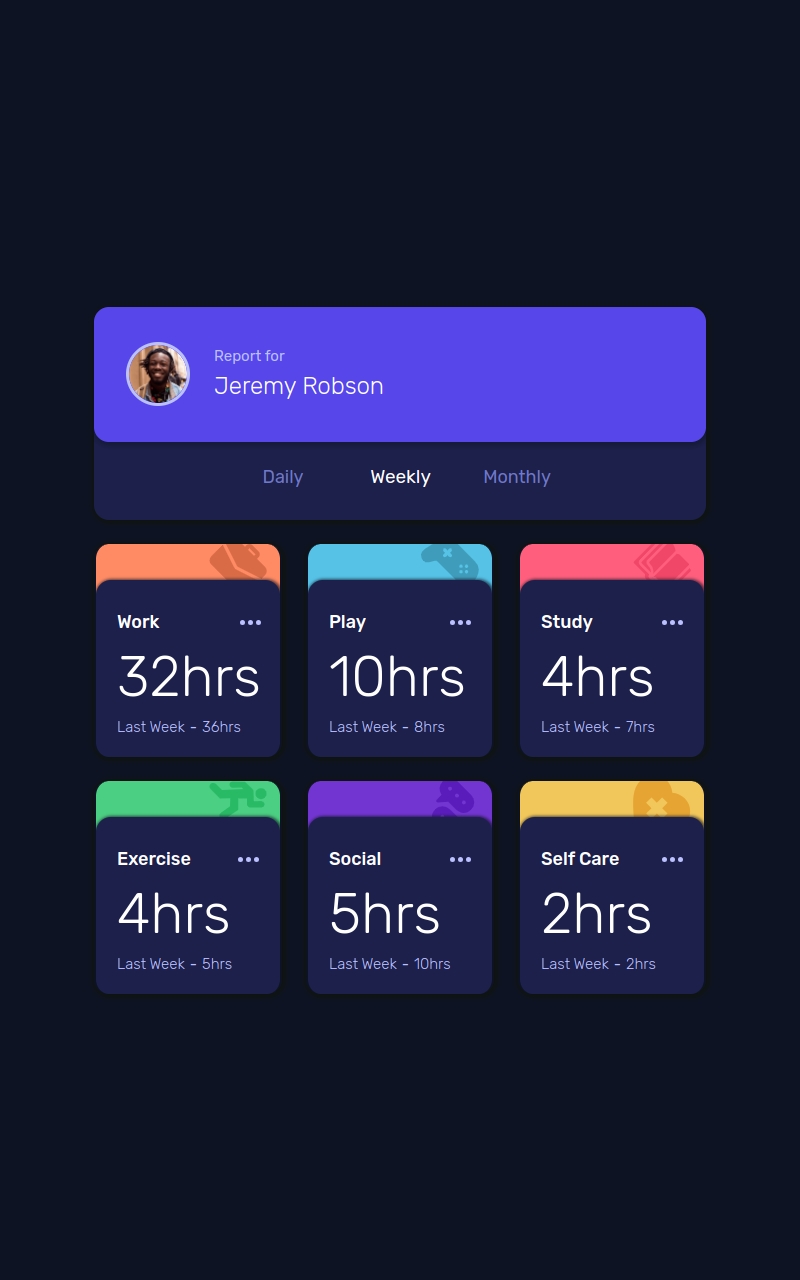 Report for
Jeremy Robson
Daily Weekly Monthly
Work
32hrs
Last Week - 36hrs
Play
10hrs
Last Week - 8hrs
Study
4hrs
Last Week - 7hrs
Exercise
4hrs
Last Week - 5hrs
Social
5hrs
Last Week - 10hrs
Self Care
2hrs
Last Week - 2hrs